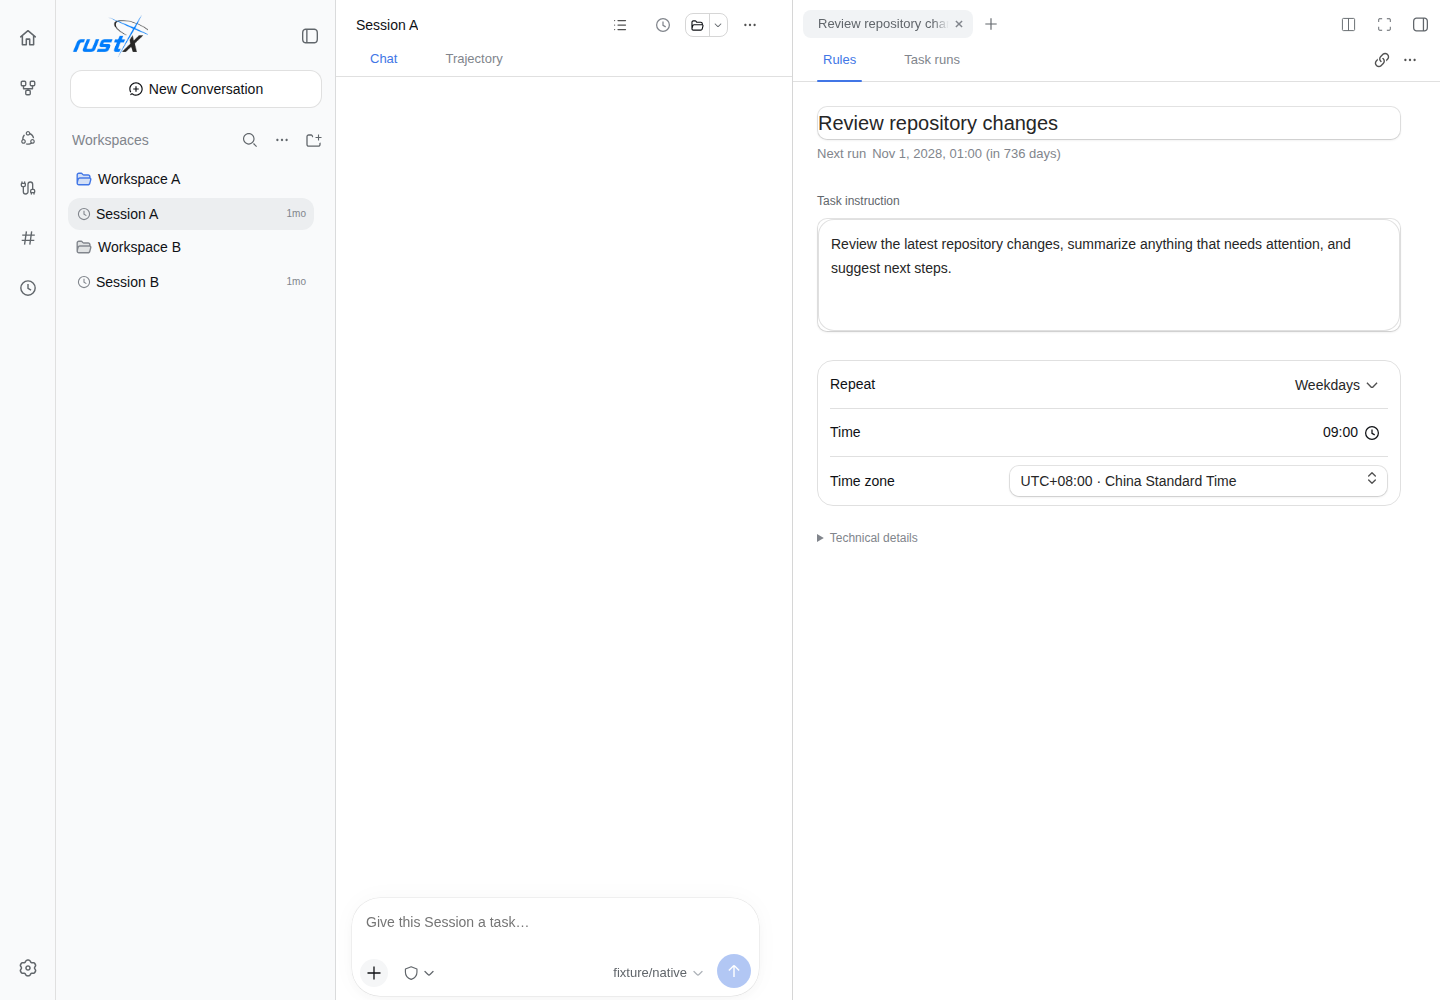 rustX
New Conversation
Workspaces
Workspace A
Session A 1mo
Workspace B
Session B 1mo
Session A
Chat Trajectory
Give this Session a task…
fixture/native
Review repository cha
Rules Task runs
Review repository changes
Next run Nov 1, 2028, 01:00 (in 736 days)
Task instruction
Review the latest repository changes, summarize anything that needs attention, and
suggest next steps.
Repeat Weekdays
Time 09:00
Time zone UTC+08:00 · China Standard Time
Technical details